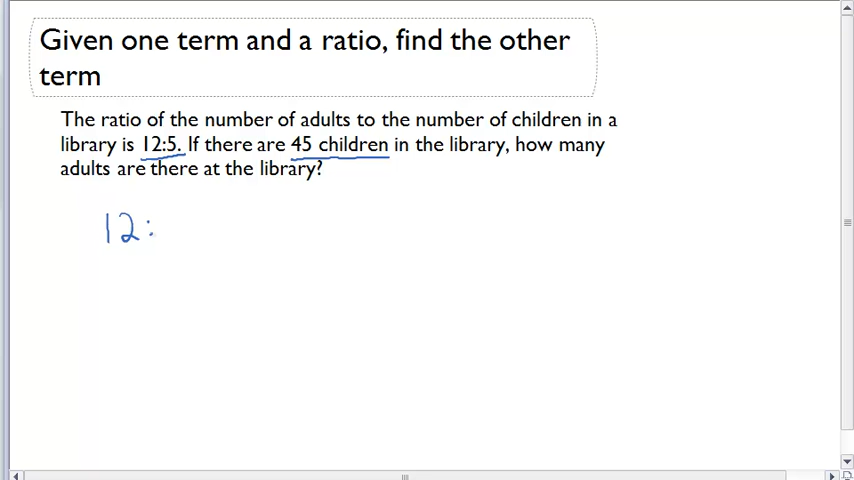 Given one term and a ratio, find the other
term
The ratio of the number of adults to the number of children in a
library is 12:5. If there are 45 children in the library, how many
adults are there at the library?
12: